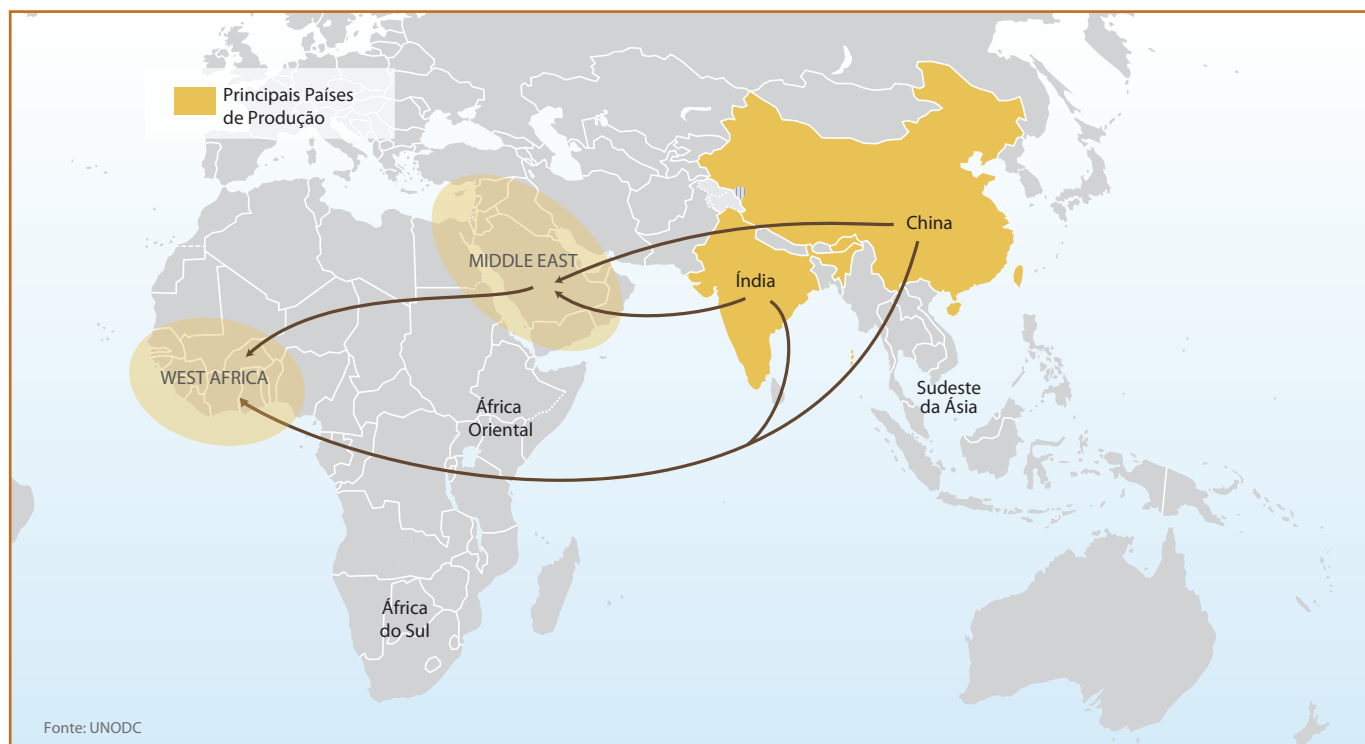 Principais Países
de Produção
China
MIDDLE EAST
Índia
WEST AFRICA
Sudeste
da Ásia
África
Oriental
África
do Sul
Fonte: UNODC